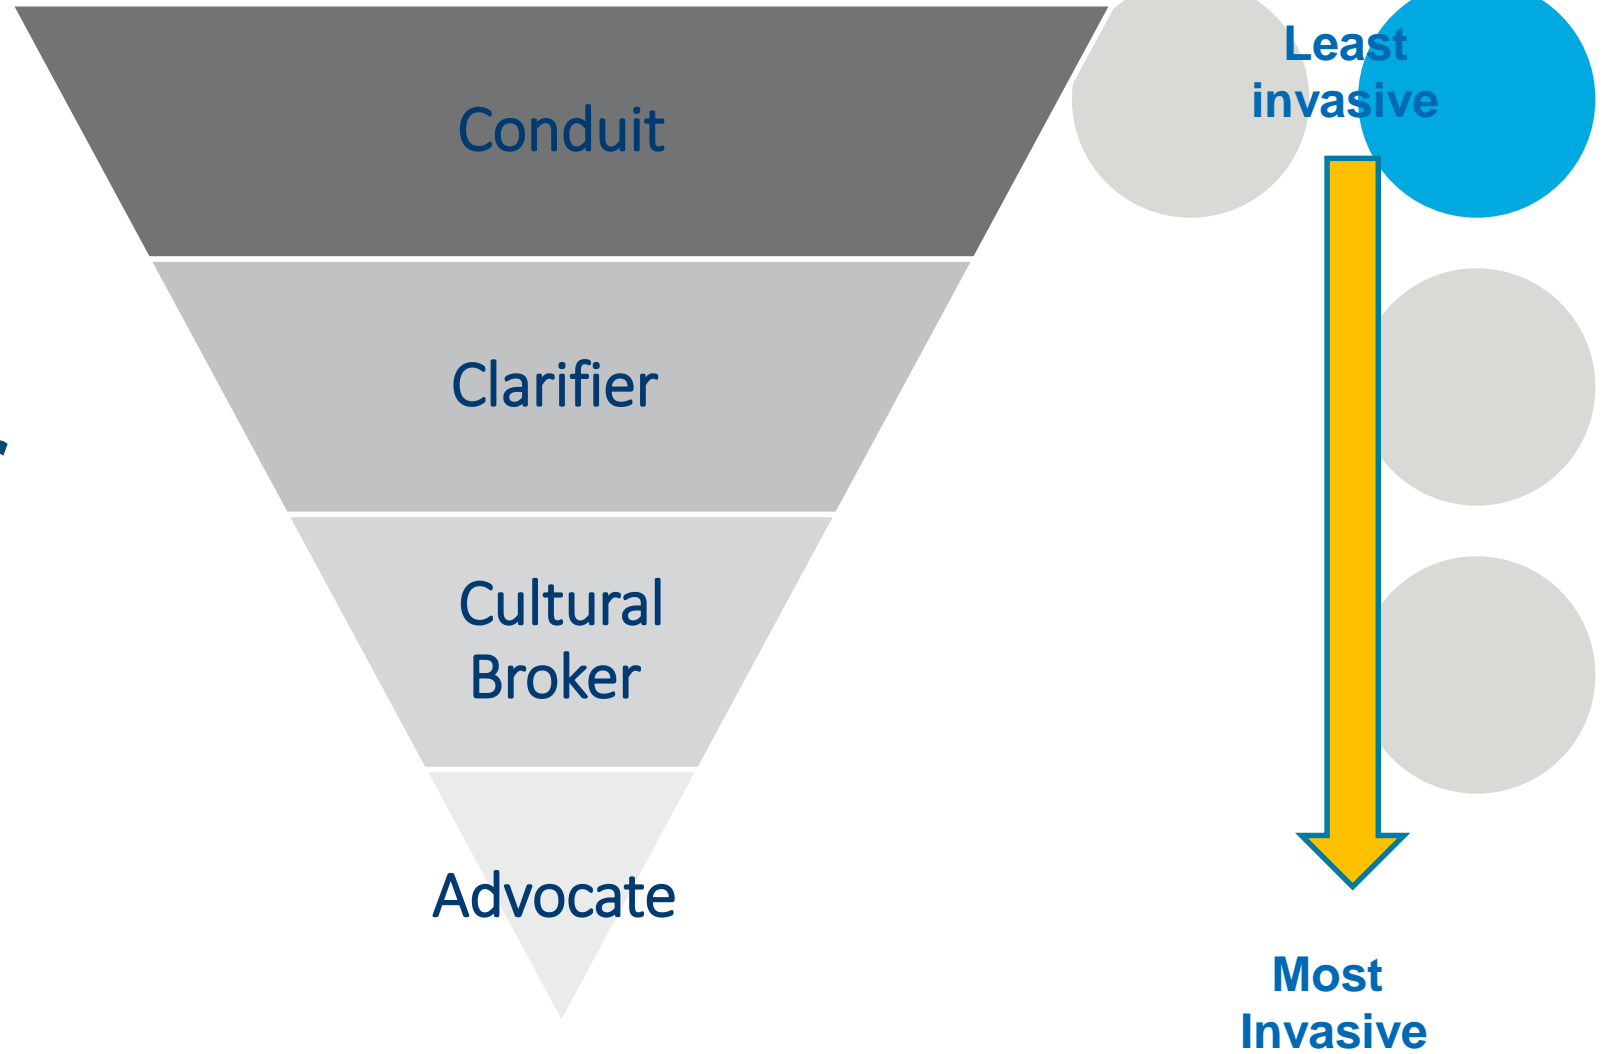 Conduit
Clarifier
Cultural
Broker
Advocate
Least
invasive
Most
Invasive